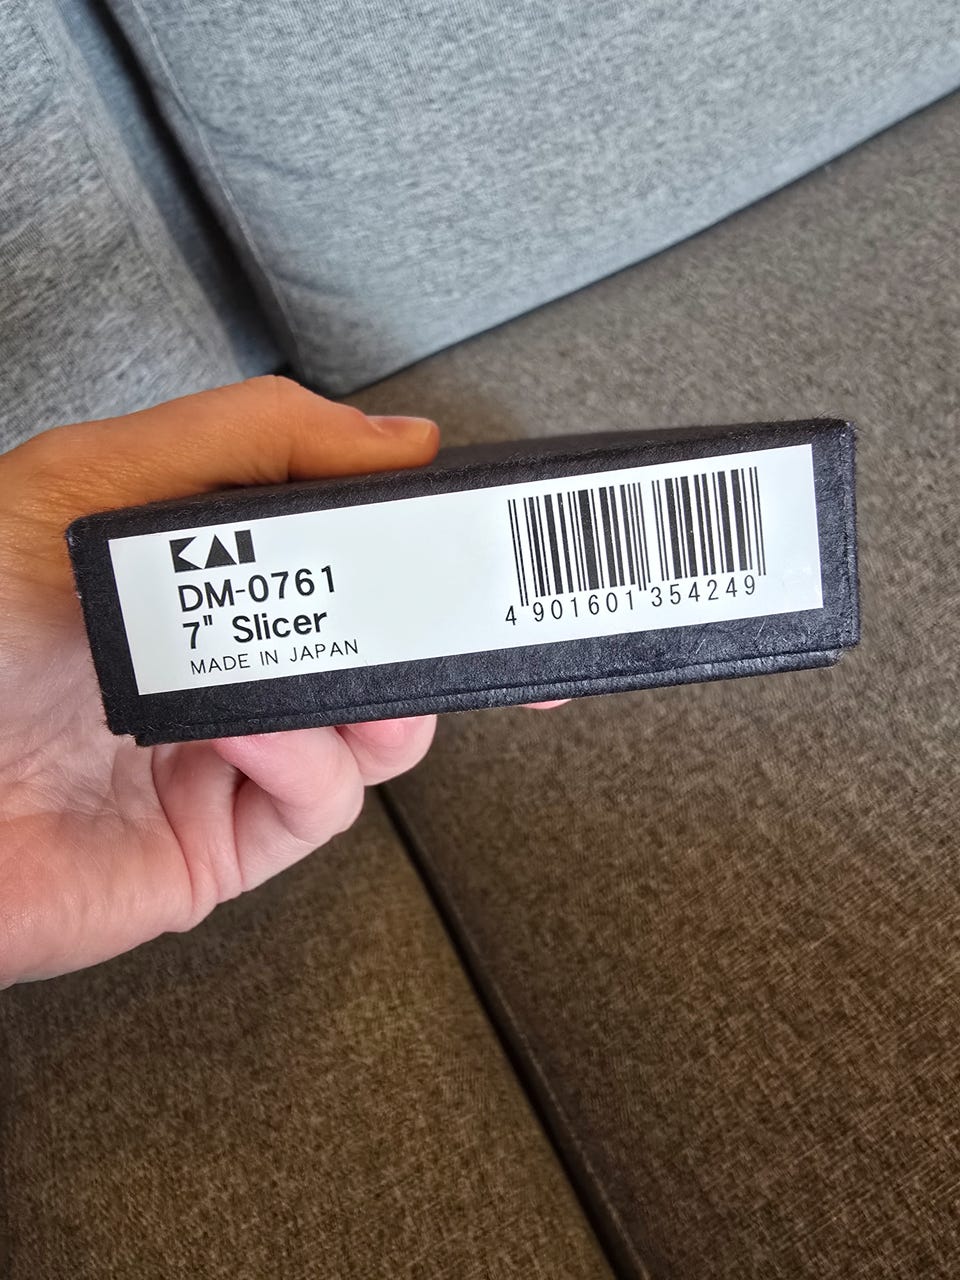 KAI
DM-0761
7" Slicer
MADE IN JAPAN
4 901601 354249